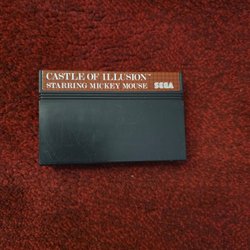 CASTLE OF ILLUSION™
STARRING MICKEY MOUSE SEGA